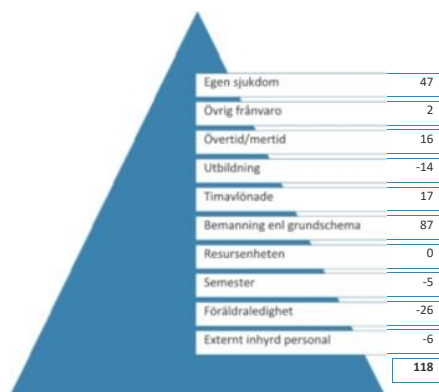 Egen sjukdom 47
Övrig frånvaro 2
Övertid/mertid 16
Utbildning -14
Timavlönade 17
Bemanning enl grundschema 87
Resursenheten 0
Semester -5
Föräldraledighet -26
Externt inhyrd personal -6
118